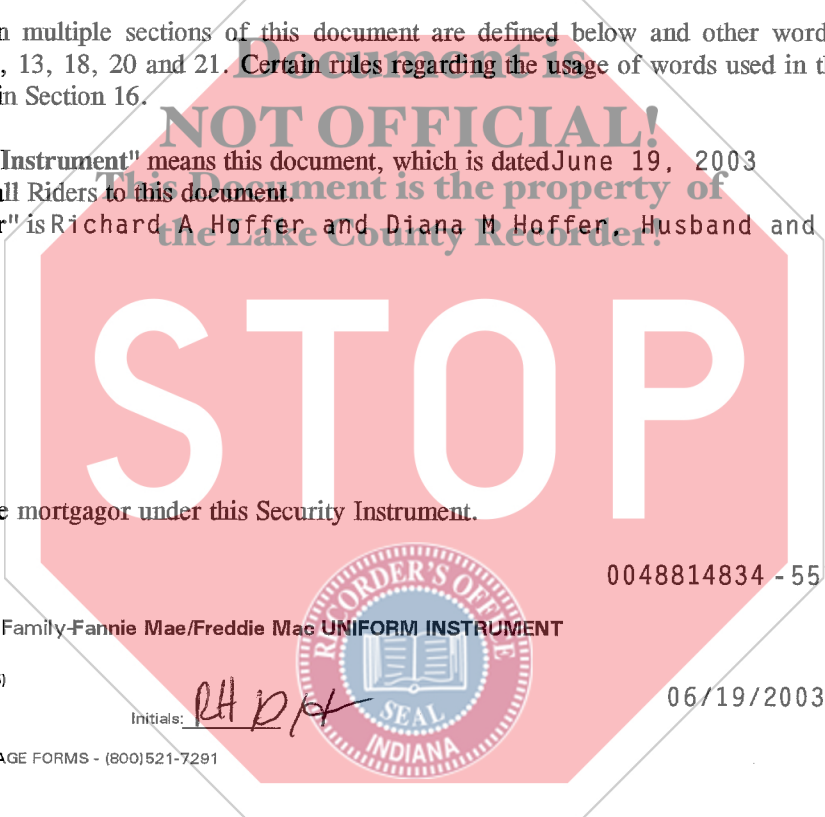 n multiple sections of this document are defined below and other word
Document is
, 13, 18, 20 and 21. Certain rules regarding the usage of words used in t
in Section 16.
NOT OFFICIAL!
Instrument" means this document, which is dated June 19, 2003
This Document is the property of
ll Riders to this document.
r" is Richard A Hoffer and Diana M Hoffer, Husband and
the Lake County Recorder!
STOP
e mortgagor under this Security Instrument.
0048814834 - 55
RECORDER'S OFFICE
Family-Fannie Mae/Freddie Mac UNIFORM INSTRUMENT
06/19/2003
Initials: RH DH
SEAL
INDIANA
AGE FORMS - (800)521-7291